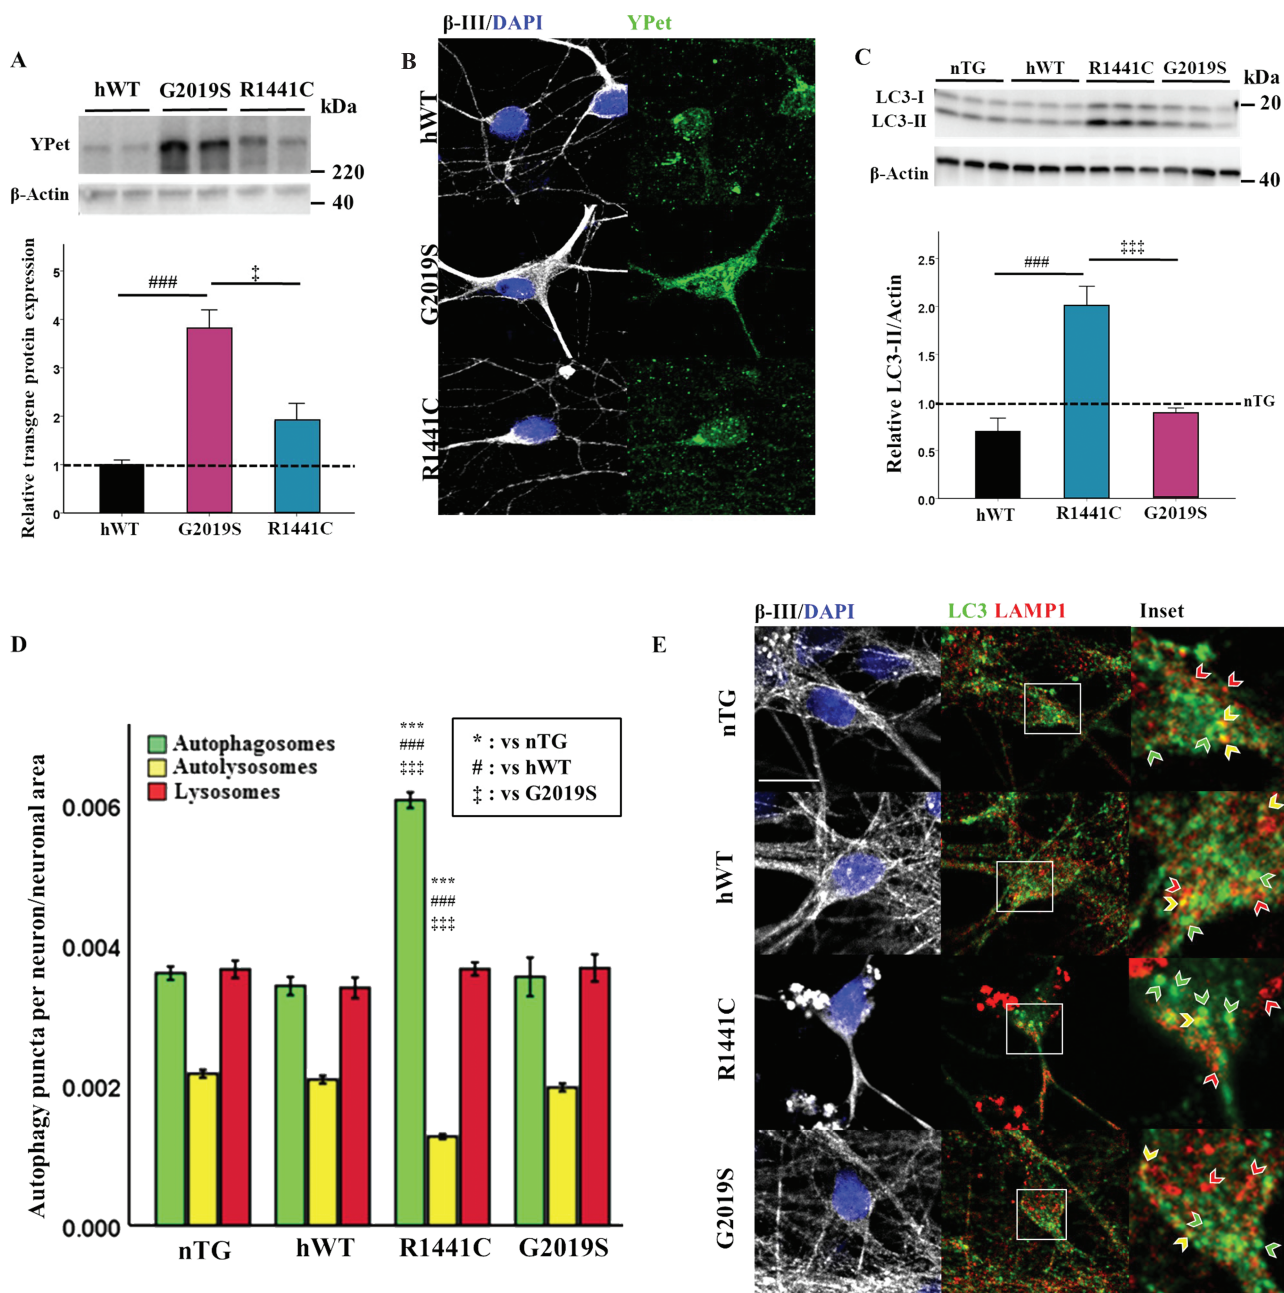 A
hWT G2019S R1441C kDa
YPet
220
β-Actin
40
Relative transgene protein expression
5
4
3
2
1
0
###
‡
hWT G2019S R1441C
B
β-III/DAPI YPet
hWT
G2019S
R1441C
C
nTG hWT R1441C G2019S kDa
LC3-I
20
LC3-II
β-Actin
40
Relative LC3-II/Actin
2.5
2.0
1.5
1.0
0.5
0.0
###
‡‡‡
nTG
hWT R1441C G2019S
D
Autophagy puncta per neuron/neuronal area
Autophagosomes
Autolysosomes
Lysosomes
* : vs nTG
# : vs hWT
‡ : vs G2019S
***
###
‡‡‡
***
###
‡‡‡
0.006
0.004
0.002
0.000
nTG hWT R1441C G2019S
E
β-III/DAPI LC3 LAMP1 Inset
nTG
hWT
R1441C
G2019S